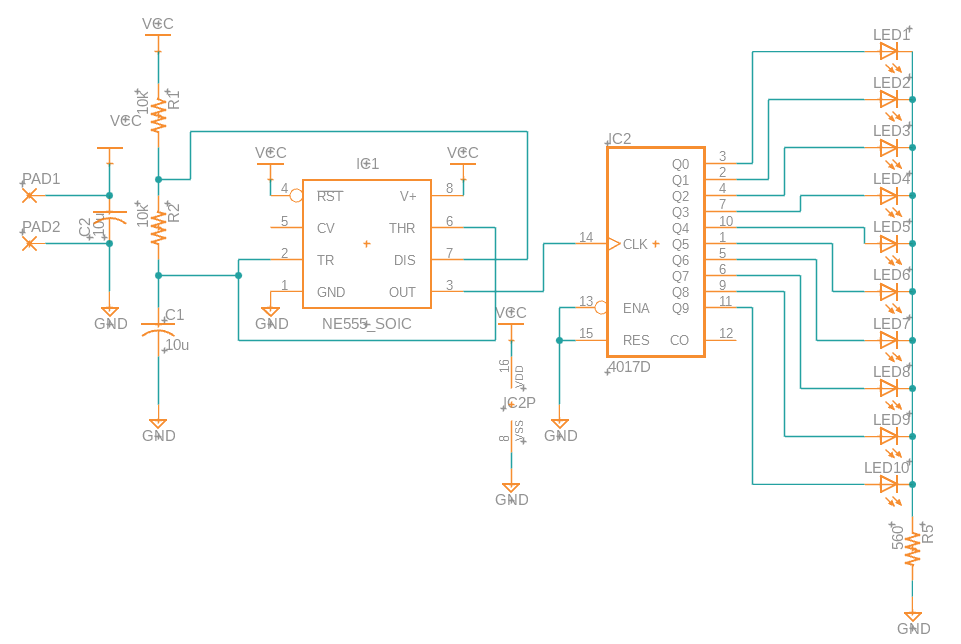 VCC
10k
R1
VCC
PAD1
PAD2
C2
10u
10k
R2
GND
C1
10u
GND
VCC
IC1
VCC
4
RST
V+
8
5
CV
THR
6
2
TR
DIS
7
1
GND
OUT
3
GND
NE555_SOIC
VCC
16
VDD
IC2P
8
VSS
GND
IC2
Q0
3
Q1
2
Q2
4
Q3
7
Q4
10
14
CLK
Q5
1
Q6
5
Q7
6
Q8
9
13
ENA
Q9
11
15
RES
CO
12
4017D
GND
LED1
LED2
LED3
LED4
LED5
LED6
LED7
LED8
LED9
LED10
560
R5
GND